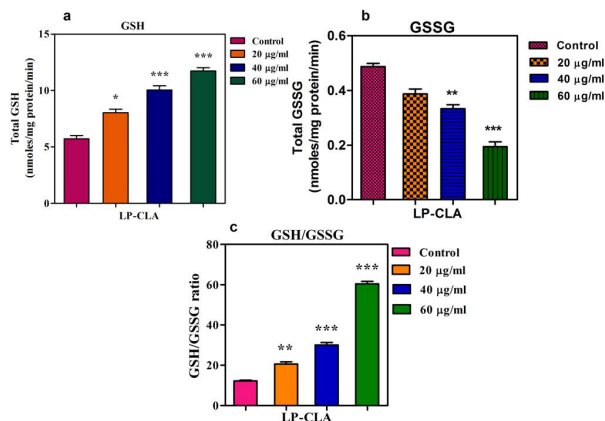 a
GSH
Total GSH
(nmoles/mg protein/min)
15
10
5
0
*
***
***
LP-CLA
Control
20 μg/ml
40 μg/ml
60 μg/ml
b
GSSG
Total GSSG
(nmoles/mg protein/min)
0.6
0.4
0.2
0.0
**
***
LP-CLA
Control
20 μg/ml
40 μg/ml
60 μg/ml
c
GSH/GSSG
GSH/GSSG ratio
80
60
40
20
0
**
***
***
LP-CLA
Control
20 μg/ml
40 μg/ml
60 μg/ml